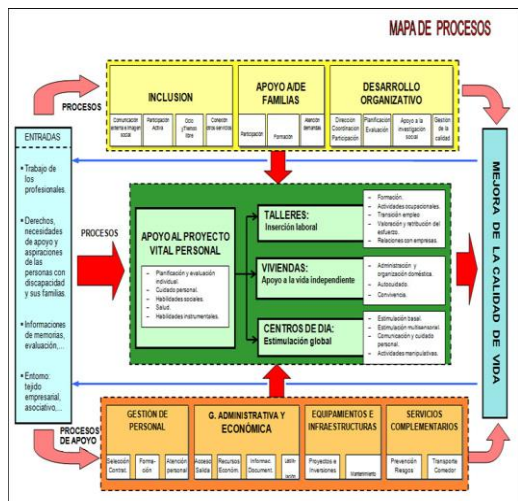 MAPA DE PROCESOS
PROCESOS
INCLUSION
Comunicación
externa e imagen
social
Participación
Activa
Ocio
y Tiempo
libre
Conexión
otros servicios
APOYO A/DE
FAMILIAS
Participación
Formación
Atención
demandas
DESARROLLO
ORGANIZATIVO
Dirección
Coordinación
Participación
Planificación
Evaluación
Apoyo a la
investigación
social
Gestión
de la
calidad
ENTRADAS
• Trabajo de
los
profesionales.
• Derechos,
necesidades
de apoyo y
aspiraciones
de las
personas con
discapacidad
y sus familias.
• Informaciones
de memorias,
evaluación,...
• Entorno:
tejido
empresarial,
asociativo,...
PROCESOS
APOYO AL PROYECTO
VITAL PERSONAL
- Planificación y evaluación
individual.
- Cuidado personal.
- Habilidades sociales.
- Salud.
- Habilidades instrumentales.
TALLERES:
Inserción laboral
- Formación.
- Actividades ocupacionales.
- Transición empleo
- Valoración y retribución del
esfuerzo.
- Relaciones con empresas.
VIVIENDAS:
Apoyo a la vida independiente
- Administración y
organización doméstica.
- Autocuidado.
- Convivencia.
CENTROS DE DIA:
Estimulación global
- Estimulación basal.
- Estimulación multisensorial.
- Comunicación y cuidado
personal.
- Actividades manipulativas.
MEJORA DE LA CALIDAD DE VIDA
PROCESOS
DE APOYO
GESTIÓN DE
PERSONAL
Selección
Contrat.
Forma-
ción
Atención
personal
G. ADMINISTRATIVA Y
ECONÓMICA
Acceso
Salida
Recursos
Económ.
Informac.
Document.
EQUIPAMIENTOS E
INFRAESTRUCTURAS
Proyectos e
Inversiones
Mantenimiento
SERVICIOS
COMPLEMENTARIOS
Prevención
Riesgos
Transporte
Comedor